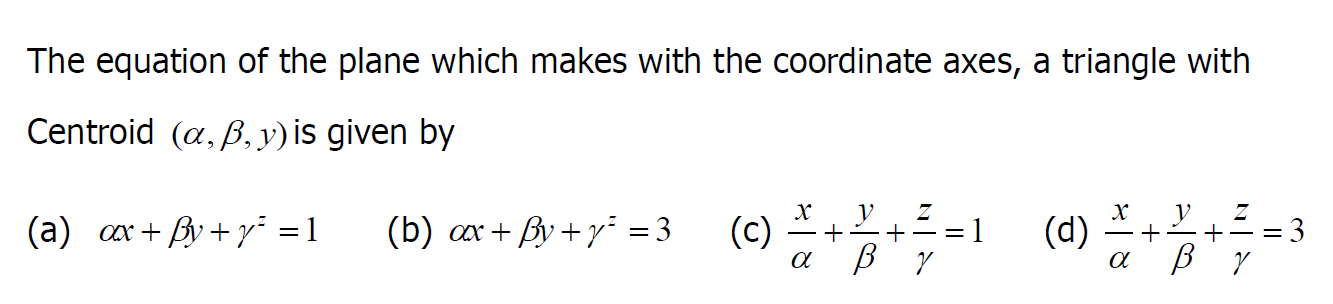 The equation of the plane which makes with the coordinate axes, a triangle with
Centroid (α, β, y) is given by
(a) αx + βy + γᶻ = 1 (b) αx + βy + γᶻ = 3 (c) x/α + y/β + z/γ = 1 (d) x/α + y/β + z/γ = 3